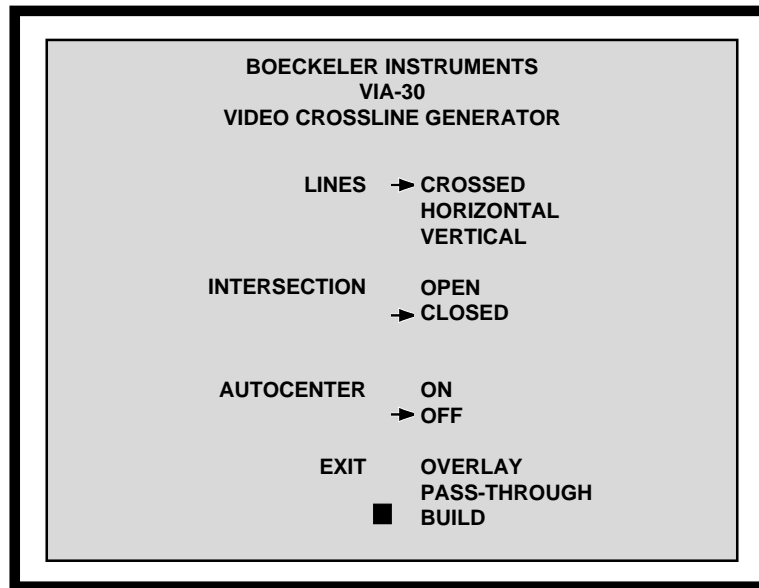 BOECKELER INSTRUMENTS
VIA-30
VIDEO CROSSLINE GENERATOR
LINES CROSSED
HORIZONTAL
VERTICAL
INTERSECTION OPEN
CLOSED
AUTOCENTER ON
OFF
EXIT OVERLAY
PASS-THROUGH
BUILD